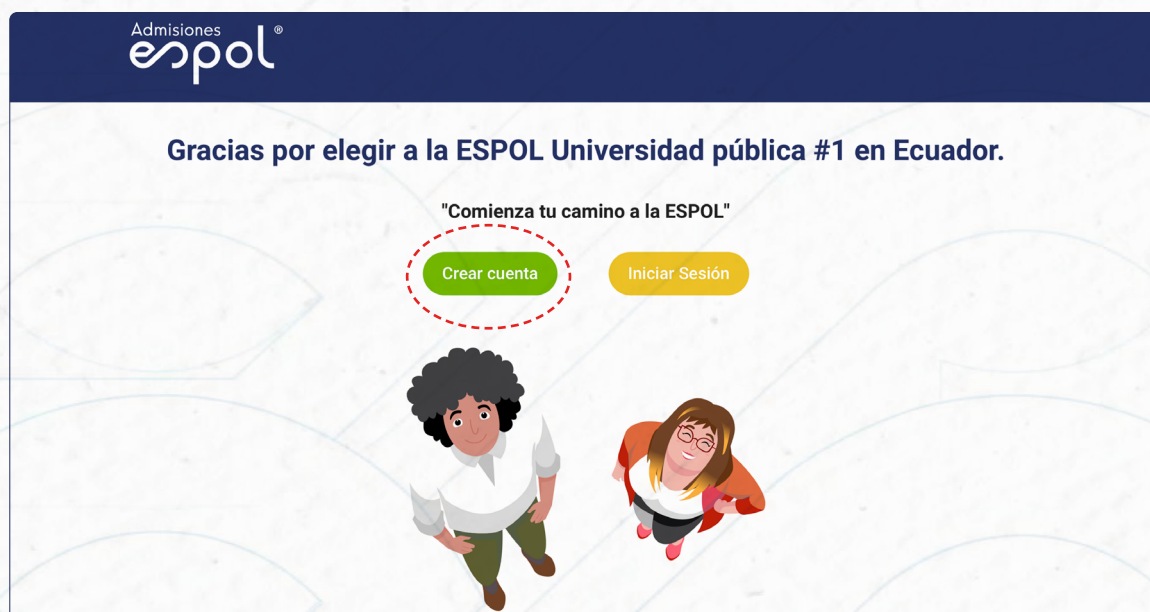 Admisiones
espol®
Gracias por elegir a la ESPOL Universidad pública #1 en Ecuador.
"Comienza tu camino a la ESPOL"
Crear cuenta
Iniciar Sesión